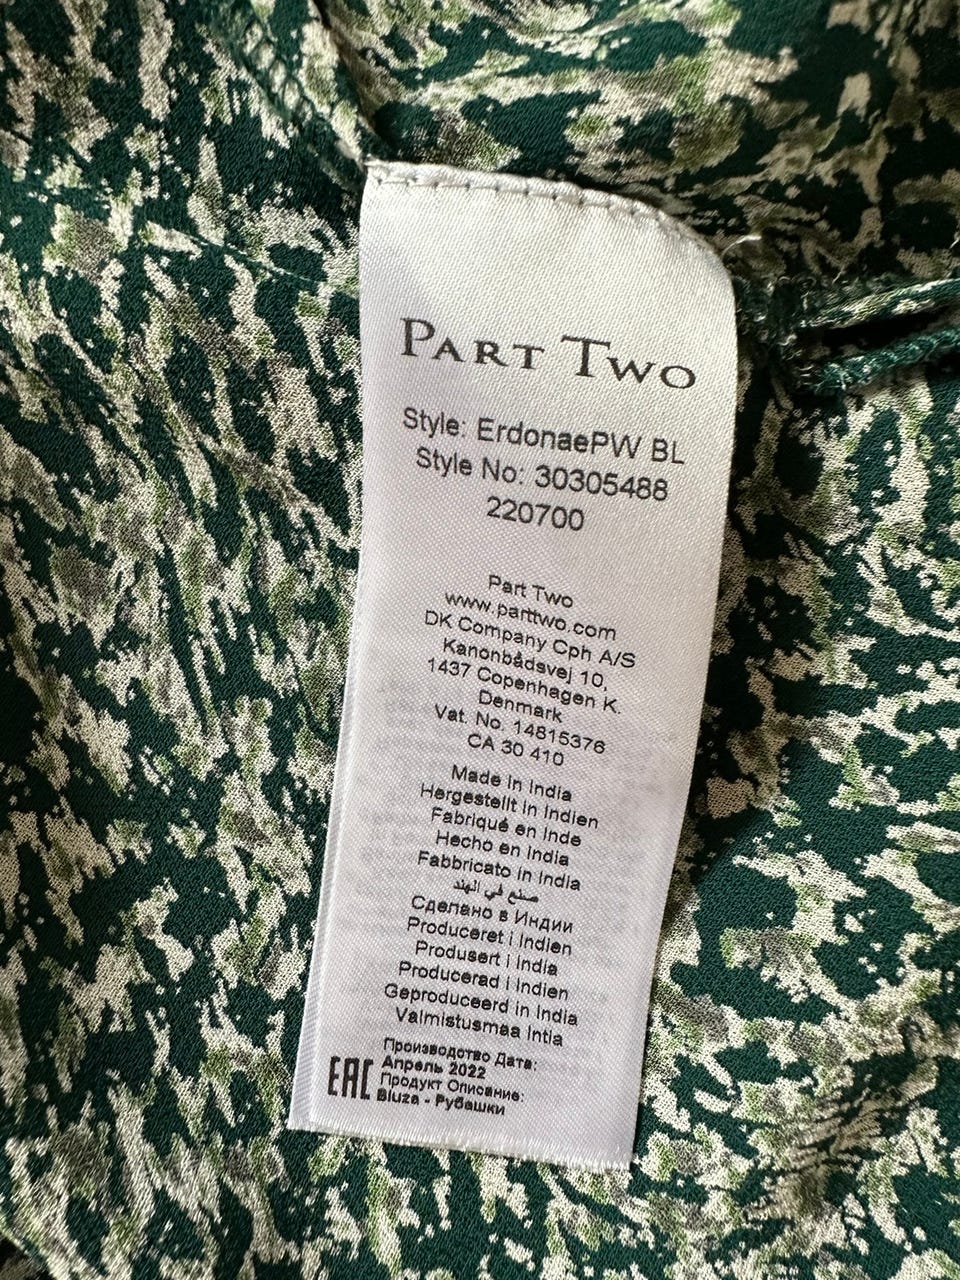 PART TWO
Style: ErdonaePW BL
Style No: 30305488
220700
Part Two
www.parttwo.com
DK Company Cph A/S
Kanonbådsvej 10,
1437 Copenhagen K.
Denmark
Vat. No. 14815376
CA 30 410
Made in India
Hergestellt in Indien
Fabriqué en Inde
Hecho en India
Fabbricato in India
صنع في الهند
Сделано в Индии
Produceret i Indien
Produsert i India
Producerad i Indien
Geproduceerd in India
Valmistusmaa Intia
EAC
Производство Дата:
Апрель 2022
Продукт Описание:
Bluza - Рубашки